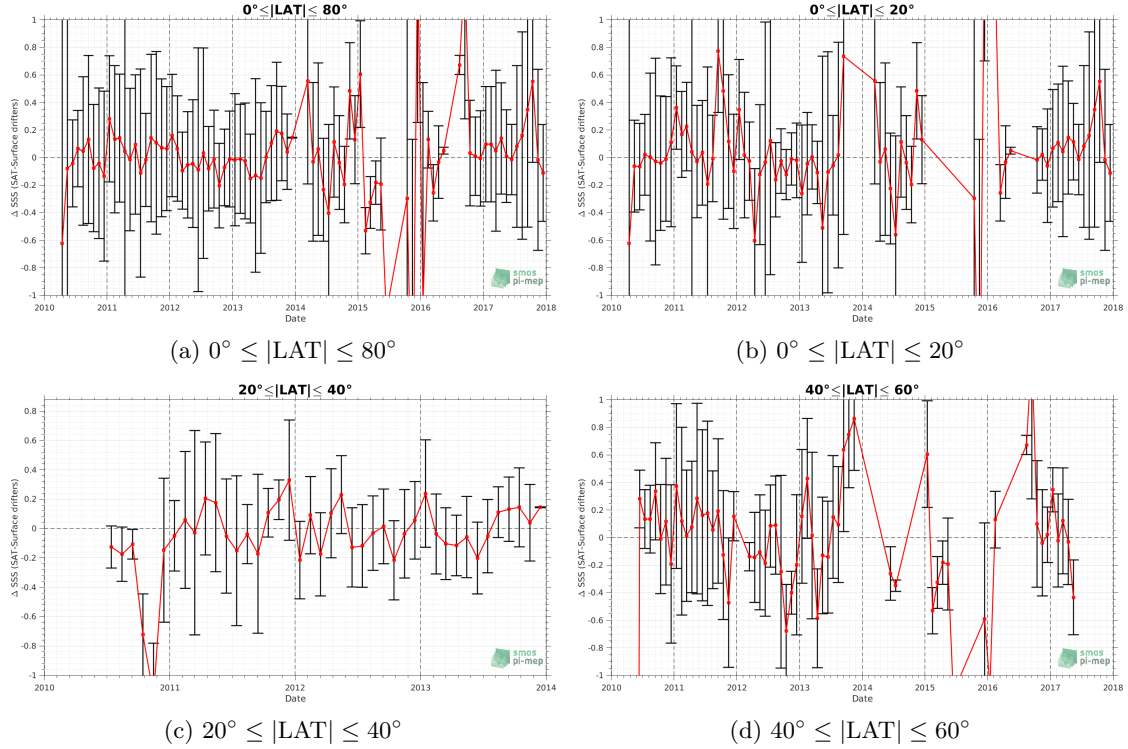 0°≤|LAT|≤ 80°
Δ SSS (SAT-Surface drifters)
1
0.8
0.6
0.4
0.2
0
-0.2
-0.4
-0.6
-0.8
-1
2010 2011 2012 2013 2014 2015 2016 2017 2018
Date
smos
pi-mep
(a) 0° ≤ |LAT| ≤ 80°
0°≤|LAT|≤ 20°
Δ SSS (SAT-Surface drifters)
1
0.8
0.6
0.4
0.2
0
-0.2
-0.4
-0.6
-0.8
-1
2010 2011 2012 2013 2014 2015 2016 2017 2018
Date
smos
pi-mep
(b) 0° ≤ |LAT| ≤ 20°
20°≤|LAT|≤ 40°
Δ SSS (SAT-Surface drifters)
0.8
0.6
0.4
0.2
0
-0.2
-0.4
-0.6
-0.8
-1
2010 2011 2012 2013 2014
Date
smos
pi-mep
(c) 20° ≤ |LAT| ≤ 40°
40°≤|LAT|≤ 60°
Δ SSS (SAT-Surface drifters)
1
0.8
0.6
0.4
0.2
0
-0.2
-0.4
-0.6
-0.8
-1
2010 2011 2012 2013 2014 2015 2016 2017 2018
Date
smos
pi-mep
(d) 40° ≤ |LAT| ≤ 60°